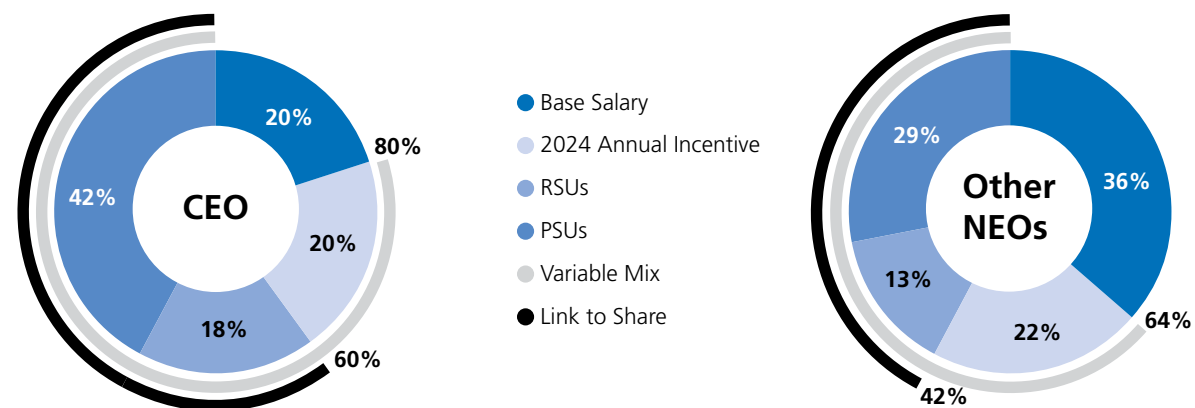 20%
80%
42%
CEO
20%
18%
60%
Base Salary
2024 Annual Incentive
RSUs
PSUs
Variable Mix
Link to Share
29%
36%
Other
NEOs
13%
22%
64%
42%